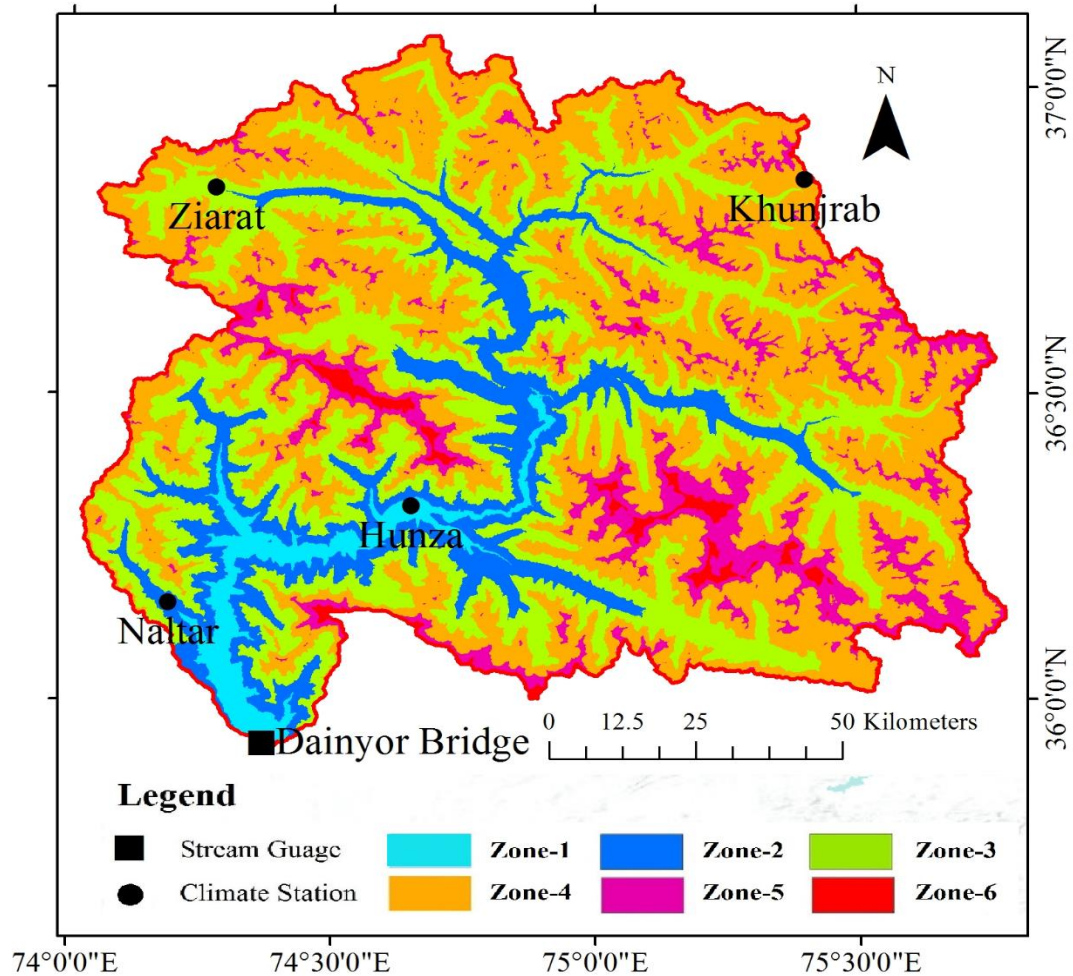 N
37°0'0"N
Ziarat
Khunjrab
36°30'0"N
Hunza
Naltar
36°0'0"N
0 12.5 25 50 Kilometers
Dainyor Bridge
Legend
Stream Guage Zone-1 Zone-2 Zone-3
Climate Station Zone-4 Zone-5 Zone-6
74°0'0"E 74°30'0"E 75°0'0"E 75°30'0"E